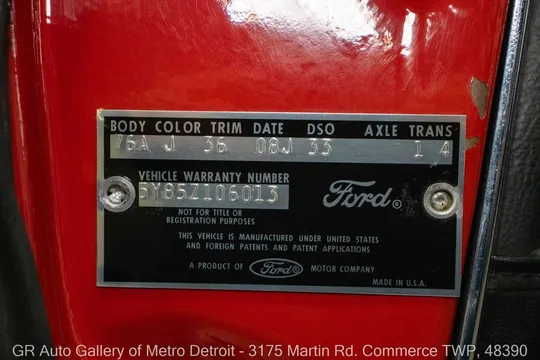 BODY COLOR TRIM DATE DSO AXLE TRANS
76A J 36 08J 33 1 4
VEHICLE WARRANTY NUMBER
5Y85Z106013
Ford®
NOT FOR TITLE OR
REGISTRATION PURPOSES
THIS VEHICLE IS MANUFACTURED UNDER UNITED STATES
AND FOREIGN PATENTS AND PATENT APPLICATIONS
A PRODUCT OF Ford® MOTOR COMPANY
MADE IN U.S.A.
GR Auto Gallery of Metro Detroit - 3175 Martin Rd. Commerce TWP, 48390